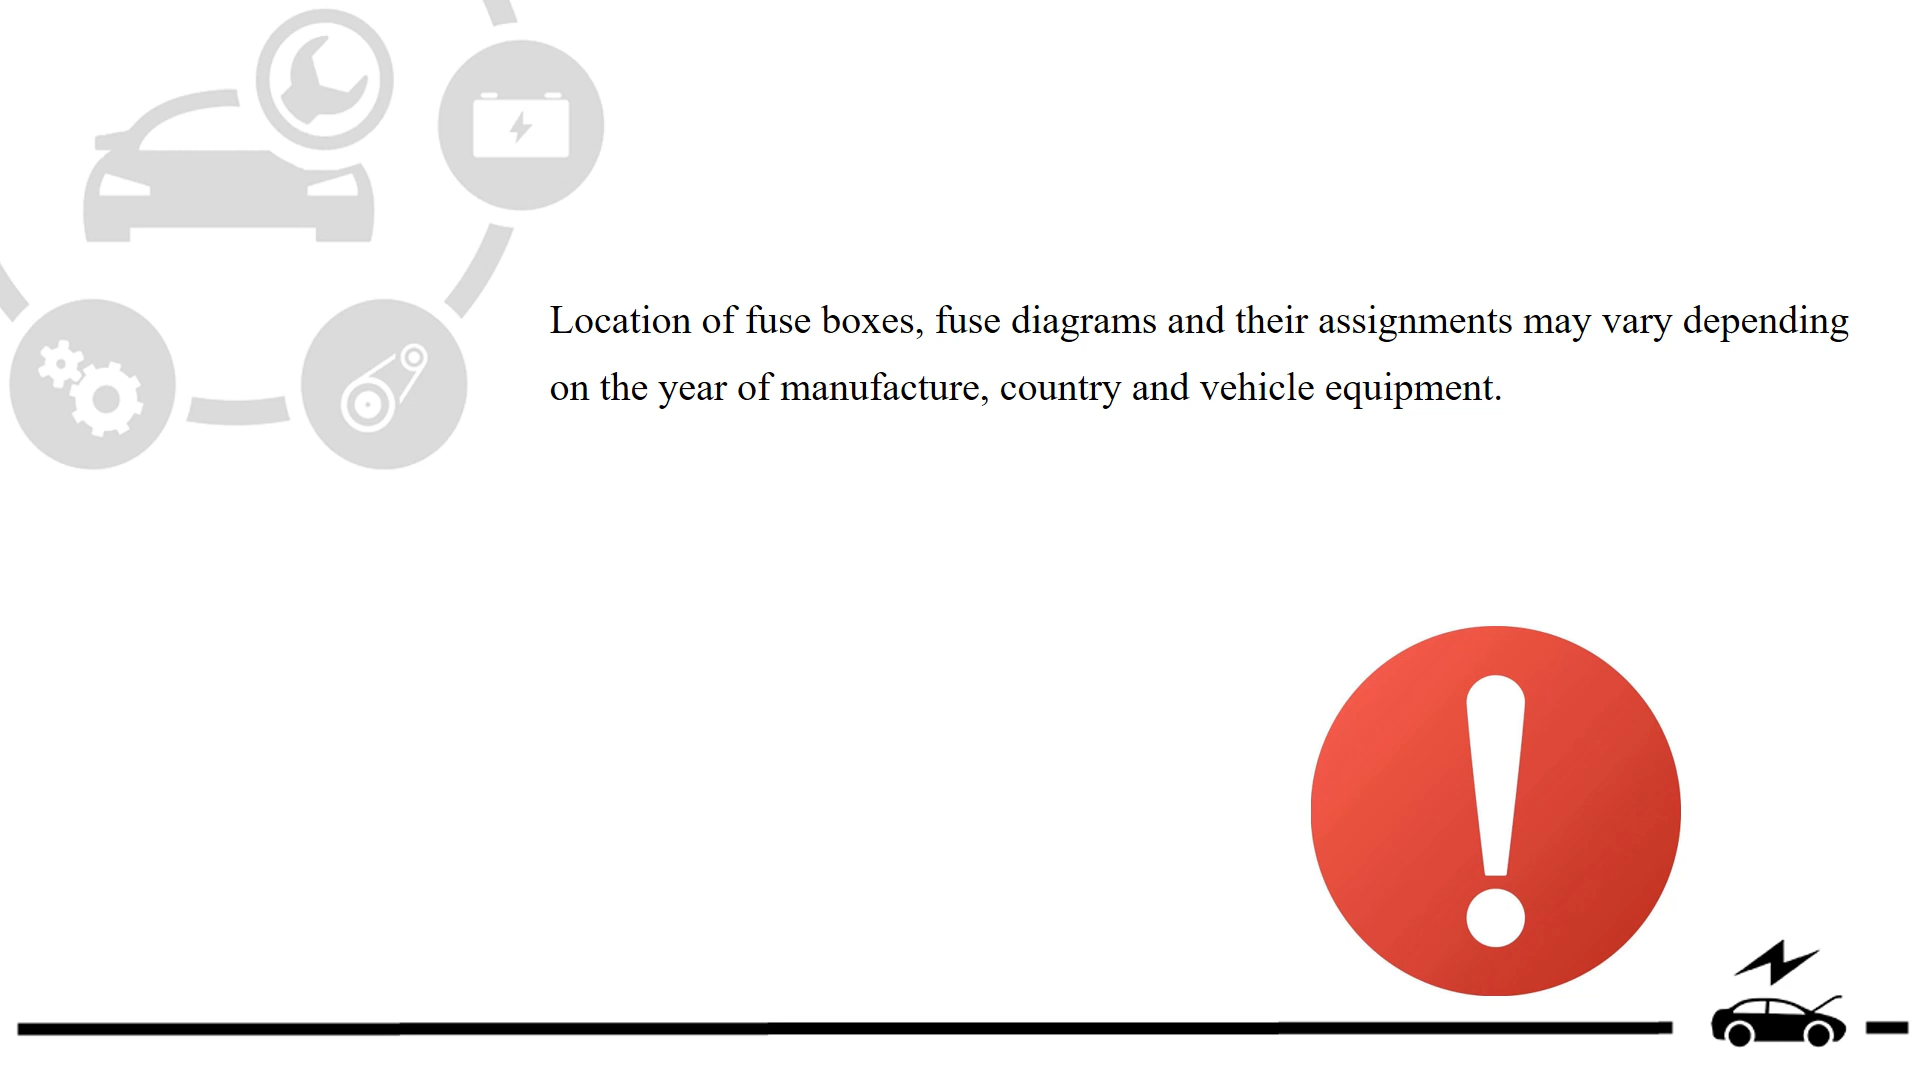 Location of fuse boxes, fuse diagrams and their assignments may vary depending
on the year of manufacture, country and vehicle equipment.